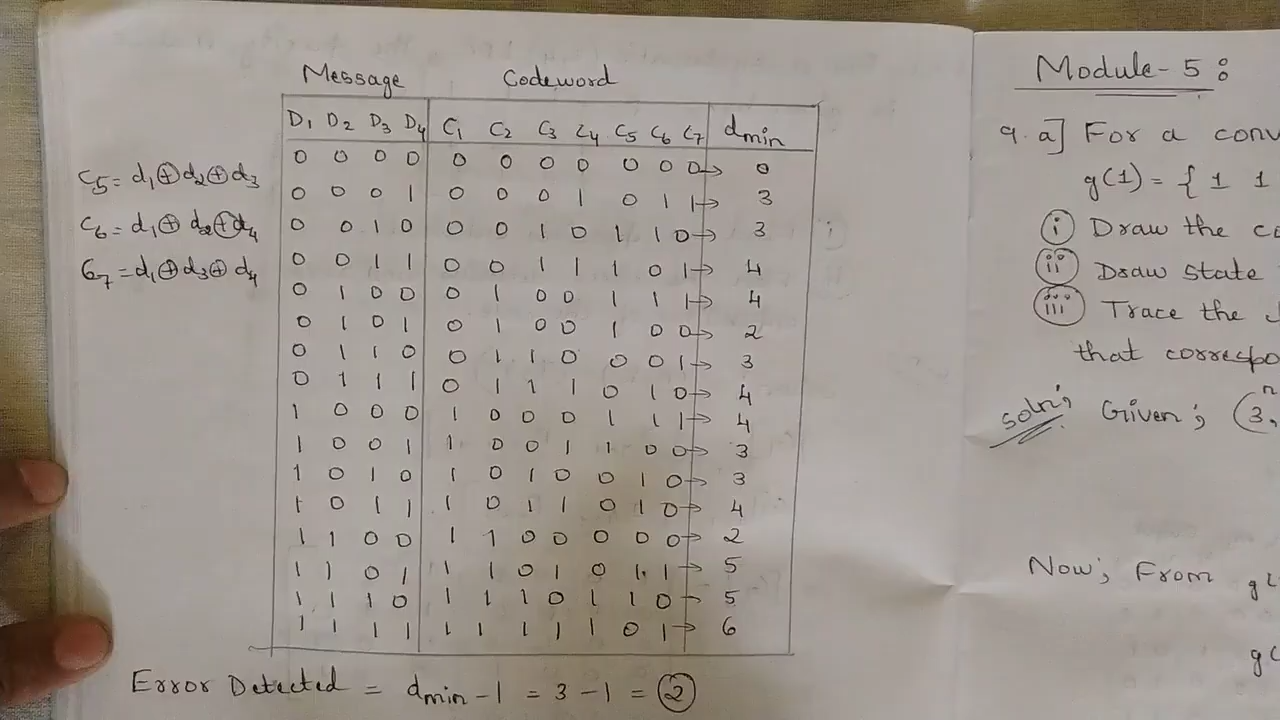 Message Codeword
D1 D2 D3 D4 C1 C2 C3 C4 C5 C6 C7 dmin
0 0 0 0 0 0 0 0 0 0 0 → 0
0 0 0 1 0 0 0 1 0 1 1 → 3
0 0 1 0 0 0 1 0 1 1 0 → 3
0 0 1 1 0 0 1 1 1 0 1 → 4
0 1 0 0 0 1 0 0 1 1 1 → 4
0 1 0 1 0 1 0 0 1 0 0 → 2
0 1 1 0 0 1 1 0 0 0 1 → 3
0 1 1 1 0 1 1 1 0 1 0 → 4
1 0 0 0 1 0 0 0 1 1 1 → 4
1 0 0 1 1 0 0 1 1 0 0 → 3
1 0 1 0 1 0 1 0 0 1 0 → 3
1 0 1 1 1 0 1 1 0 1 0 → 4
1 1 0 0 1 1 0 0 0 0 0 → 2
1 1 0 1 1 1 0 1 0 1 1 → 5
1 1 1 0 1 1 1 0 1 1 0 → 5
1 1 1 1 1 1 1 1 1 0 1 → 6
C5 = d1⊕d2⊕d3
C6 = d1⊕d2⊕d4
C7 = d1⊕d3⊕d4
Error Detected = dmin - 1 = 3 - 1 = 2
Module - 5 :
9. a] For a conv
g(1) = { 1 1
i Draw the co
ii Draw state
iii Trace the
that correspo
Soln; Given; (3,
n
Now; From g(
g(